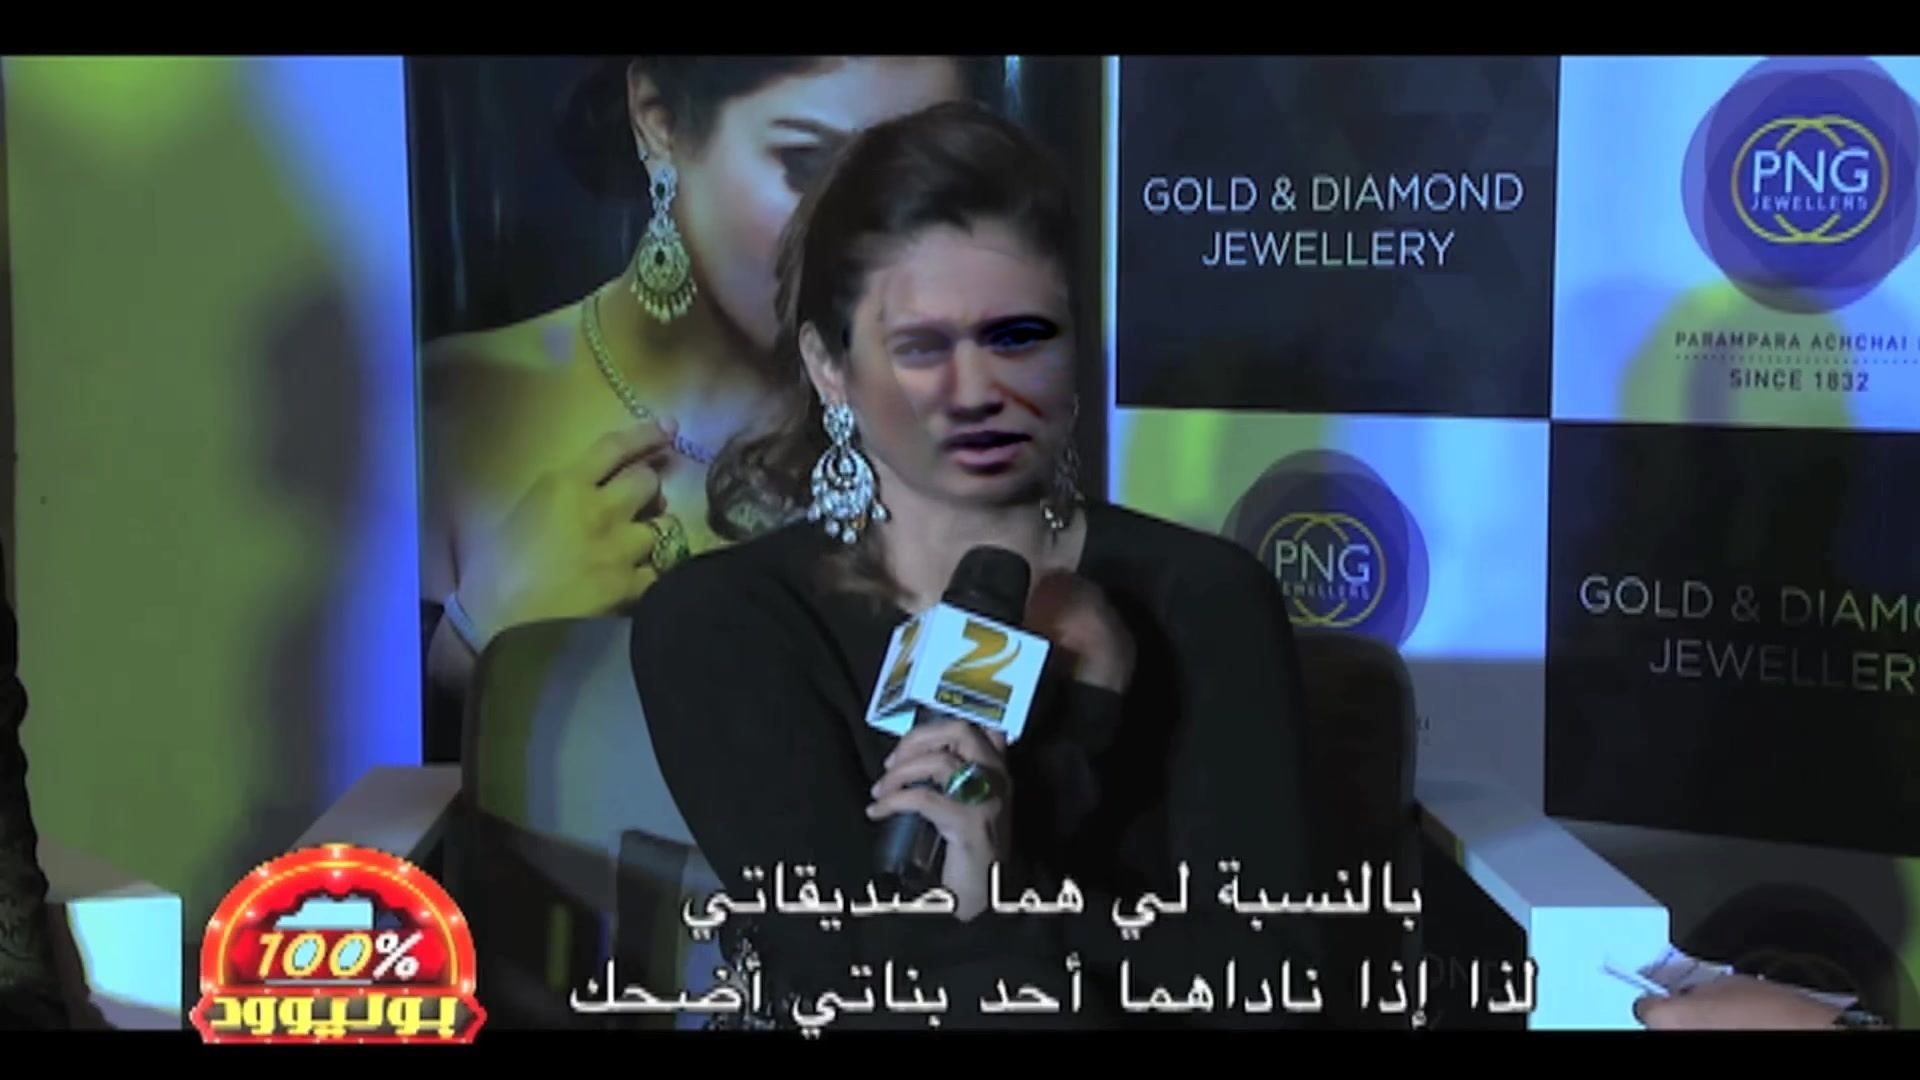 GOLD & DIAMOND
JEWELLERY
PNG
JEWELLERS
PARAMPARA ACHCHAI
SINCE 1832
PNG
JEWELLERS
GOLD & DIAMO
JEWELLER
Z
100%
بوليوود
بالنسبة لي هما صديقاتي
لذا إذا ناداهما أحد بناتي أضحك